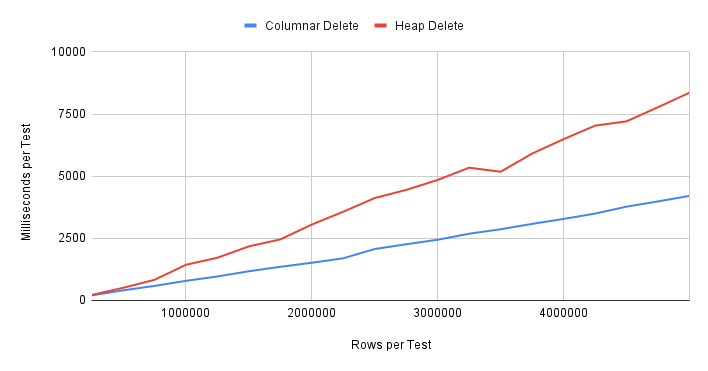 Columnar Delete
Heap Delete
10000
7500
5000
2500
0
Milliseconds per Test
1000000
2000000
3000000
4000000
Rows per Test